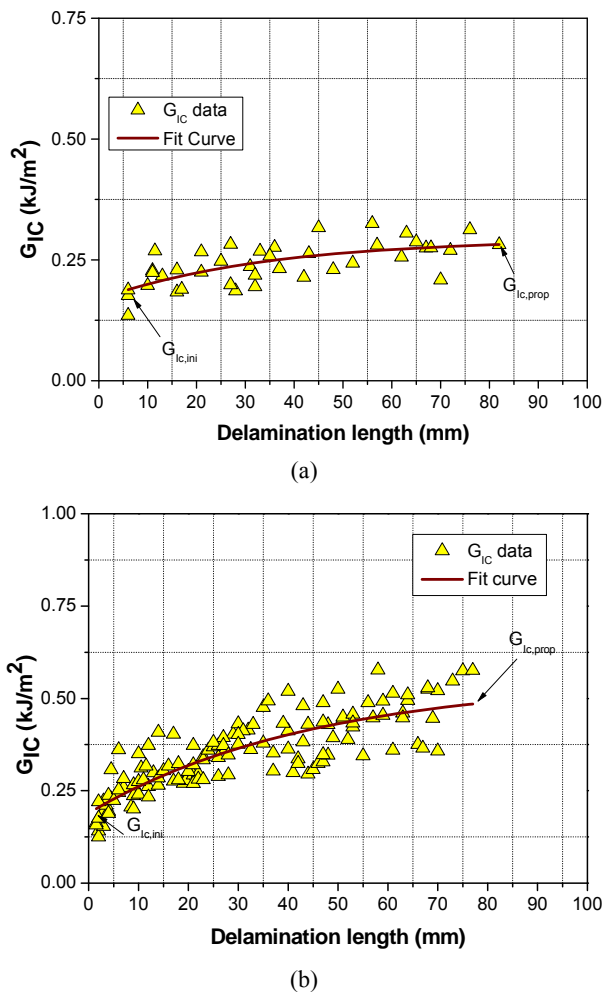 0.75
0.50
0.25
0.00
G_IC (kJ/m²)
G_IC data
Fit Curve
G_Ic,ini
G_Ic,prop
0 10 20 30 40 50 60 70 80 90 100
Delamination length (mm)
(a)
1.00
0.75
0.50
0.25
0.00
G_IC (kJ/m²)
G_IC data
Fit curve
G_Ic,prop
G_Ic,ini
0 10 20 30 40 50 60 70 80 90 100
Delamination length (mm)
(b)